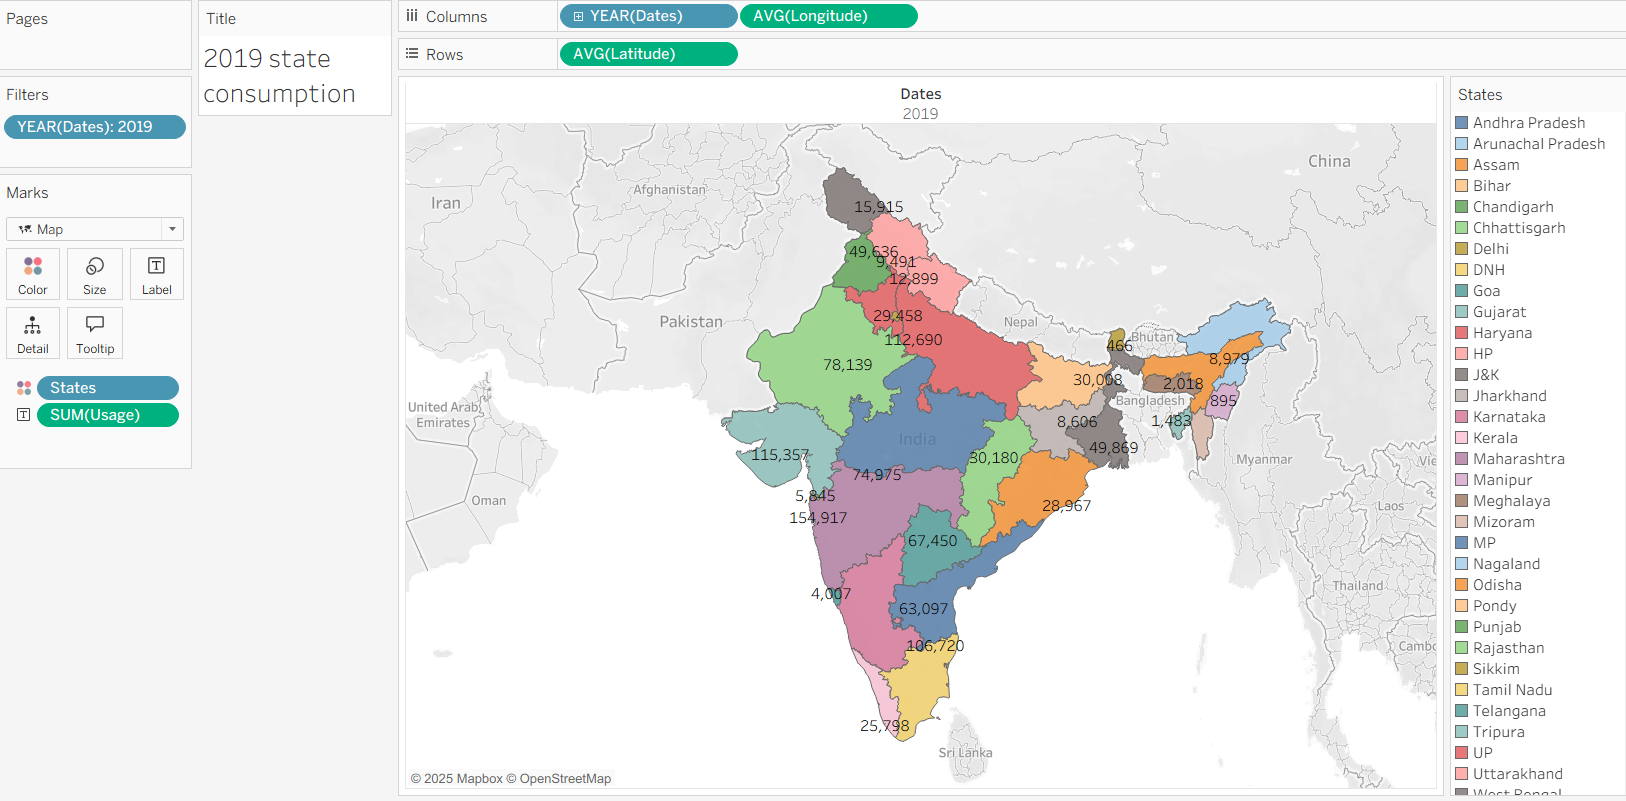 Pages
Title
Columns
YEAR(Dates)
AVG(Longitude)
2019 state
consumption
Rows
AVG(Latitude)
Filters
YEAR(Dates): 2019
Marks
Map
Color
Size
Label
Detail
Tooltip
States
SUM(Usage)
Dates
2019
China
Afghanistan
Iran
15,915
49,636
9,491
12,899
Pakistan
29,458
Nepal
112,690
466
Bhutan
8,979
78,139
30,008
2,018
United Arab
Emirates
Bangladesh
895
8,606
1,483
India
49,869
115,357
30,180
Myanmar
74,975
5,845
Oman
28,967
Laos
154,917
67,450
4,007
Thailand
63,097
106,720
25,798
Sri Lanka
© 2025 Mapbox © OpenStreetMap
States
Andhra Pradesh
Arunachal Pradesh
Assam
Bihar
Chandigarh
Chhattisgarh
Delhi
DNH
Goa
Gujarat
Haryana
HP
J&K
Jharkhand
Karnataka
Kerala
Maharashtra
Manipur
Meghalaya
Mizoram
MP
Nagaland
Odisha
Pondy
Punjab
Rajasthan
Sikkim
Tamil Nadu
Telangana
Tripura
UP
Uttarakhand
West Bengal